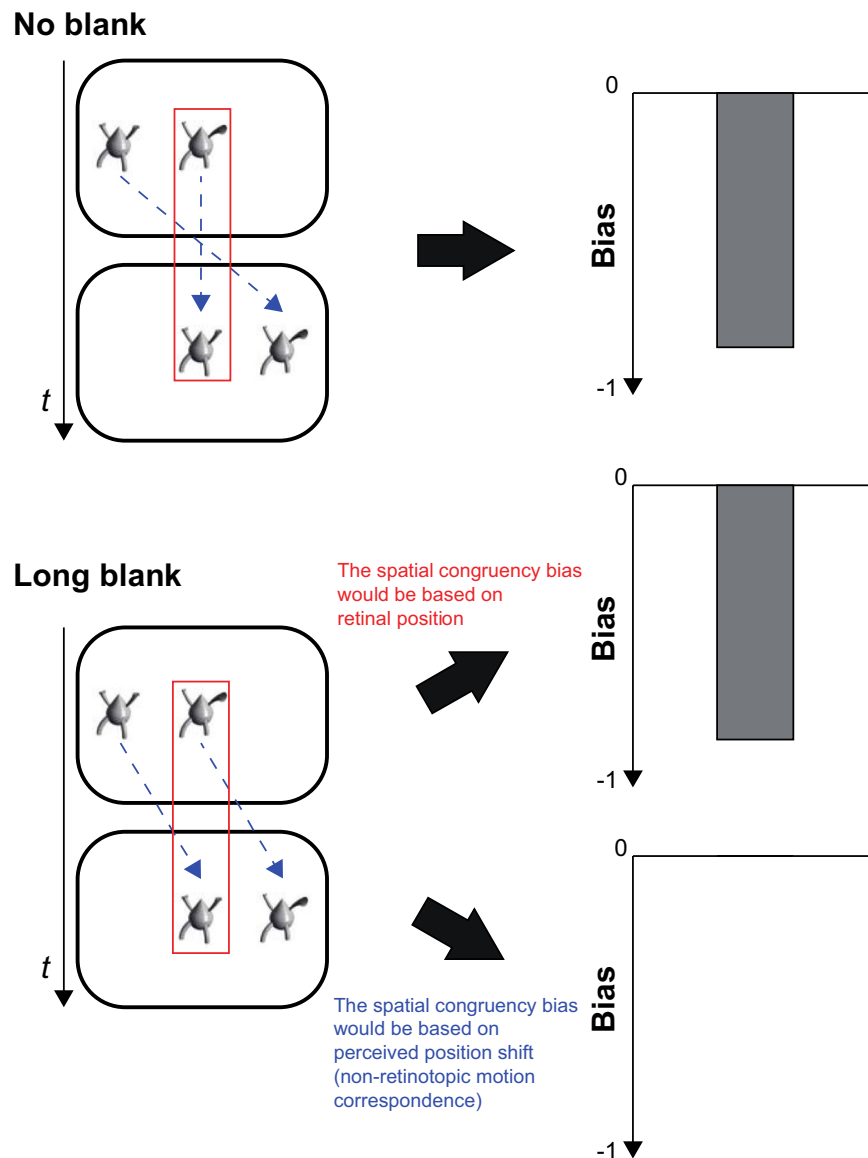 No blank
t
0
Bias
-1
Long blank
t
The spatial congruency bias
would be based on
retinal position
0
Bias
-1
The spatial congruency bias
would be based on
perceived position shift
(non-retinotopic motion
correspondence)
0
Bias
-1